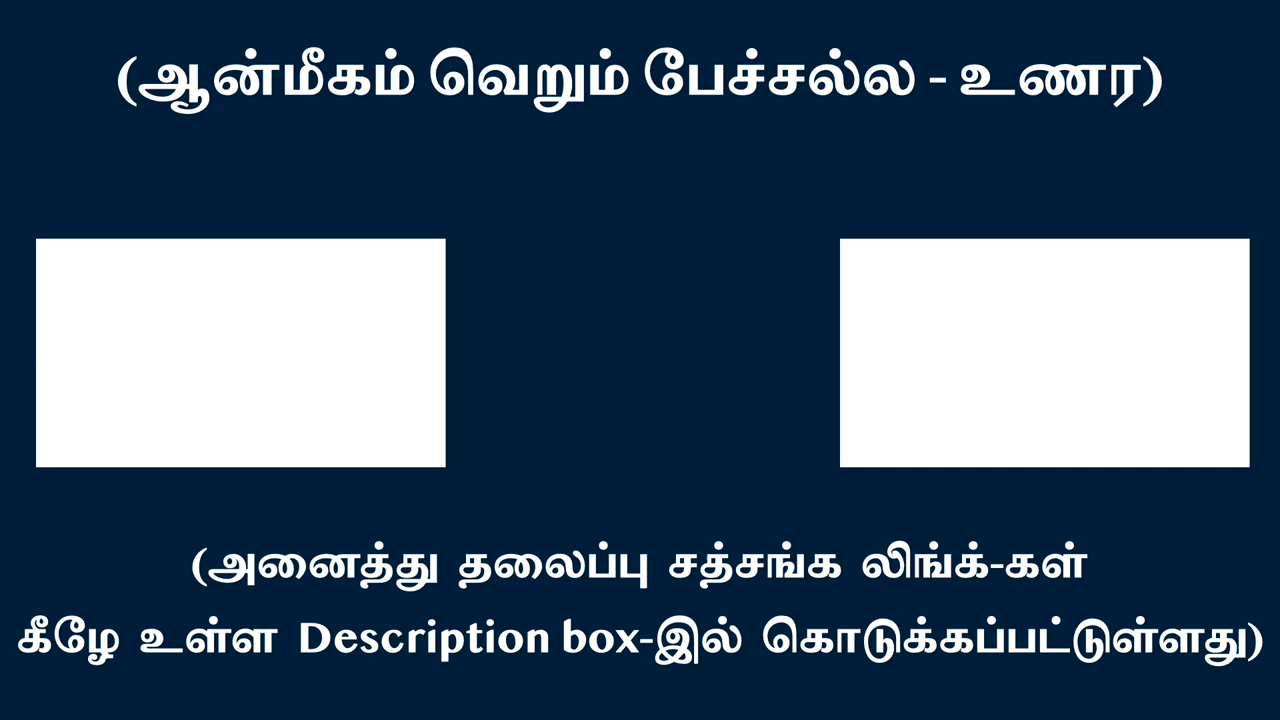 (ஆன்மீகம் வெறும் பேச்சல்ல - உணர)
(அனைத்து தலைப்பு சத்சங்க லிங்க்-கள்
கீழே உள்ள Description box-இல் கொடுக்கப்பட்டுள்ளது)